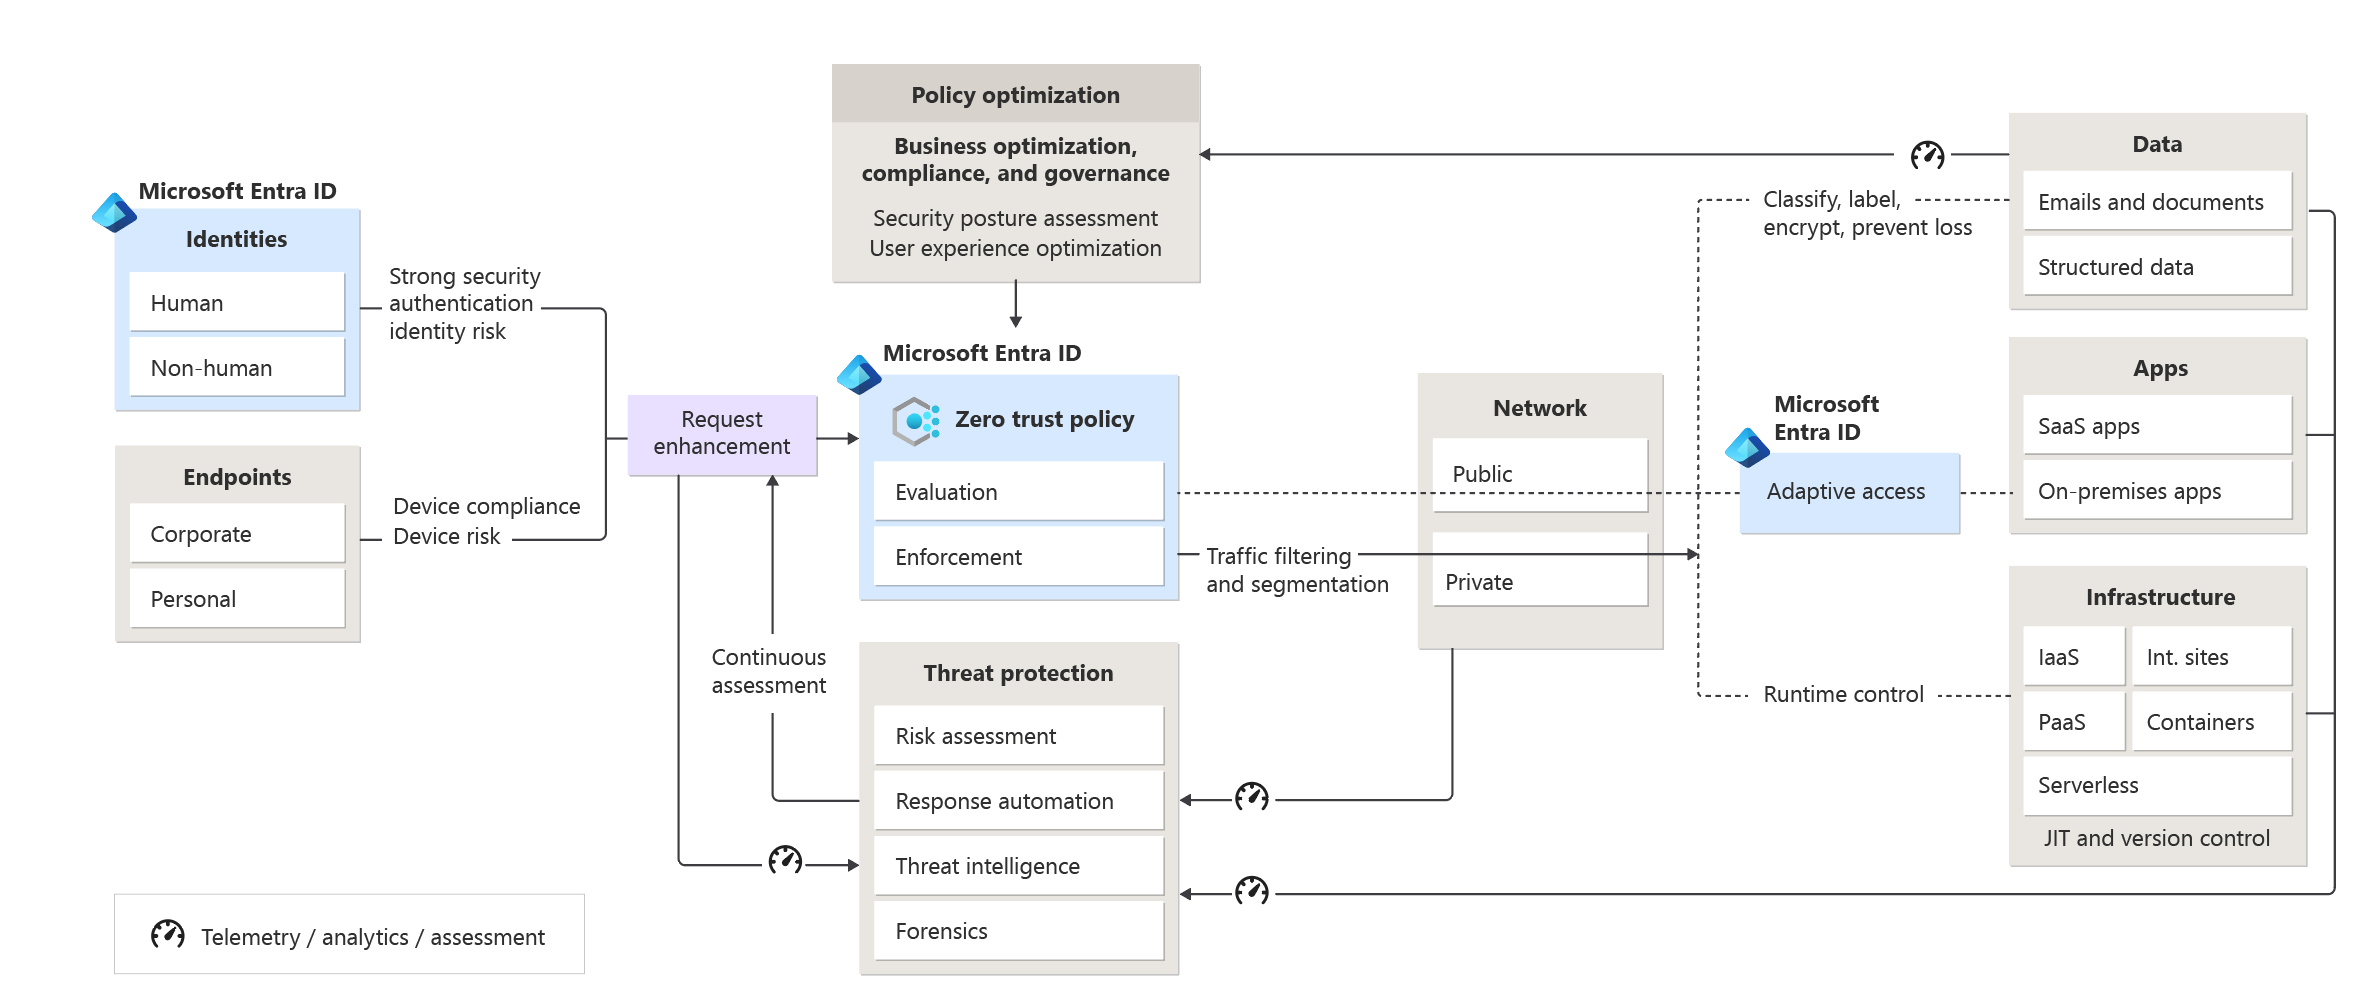 Policy optimization
Business optimization,
compliance, and governance
Security posture assessment
User experience optimization
Microsoft Entra ID
Identities
Human
Non-human
Strong security
authentication
identity risk
Endpoints
Corporate
Personal
Device compliance
Device risk
Request
enhancement
Microsoft Entra ID
Zero trust policy
Evaluation
Enforcement
Traffic filtering
and segmentation
Continuous
assessment
Threat protection
Risk assessment
Response automation
Threat intelligence
Forensics
Network
Public
Private
Classify, label,
encrypt, prevent loss
Microsoft
Entra ID
Adaptive access
Runtime control
Data
Emails and documents
Structured data
Apps
SaaS apps
On-premises apps
Infrastructure
IaaS
Int. sites
PaaS
Containers
Serverless
JIT and version control
Telemetry / analytics / assessment